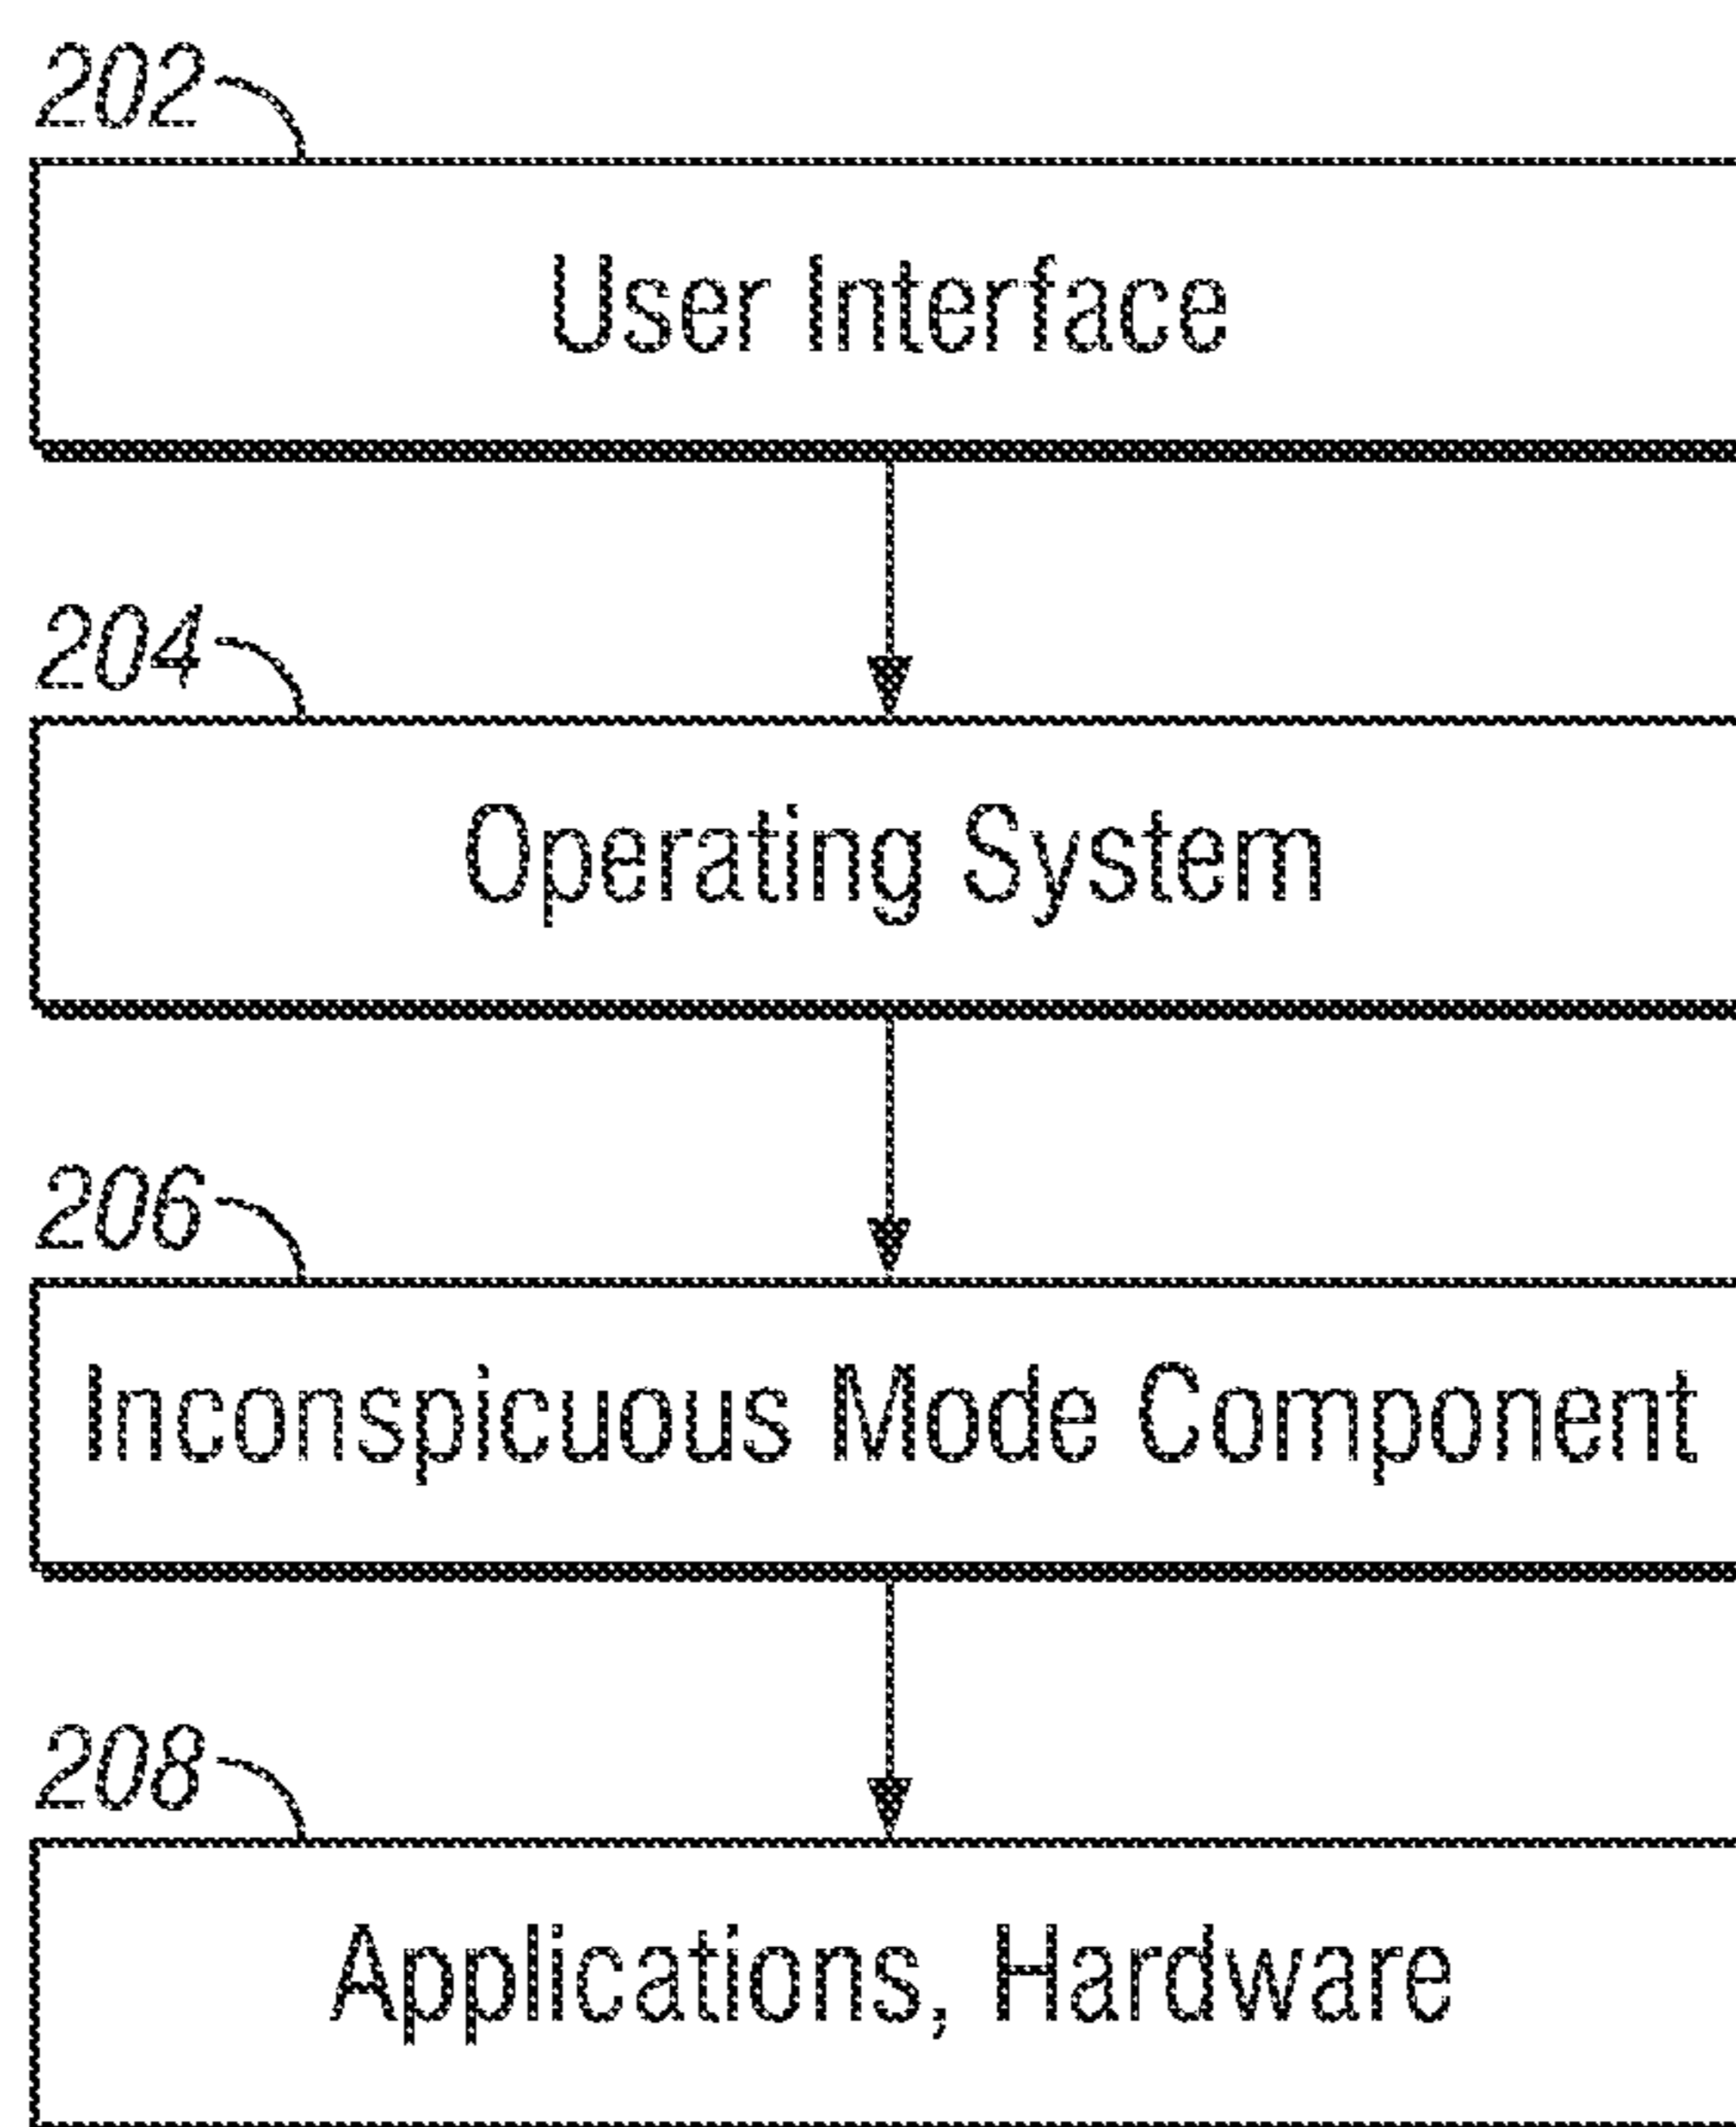 202
User Interface
204
Operating System
206
Inconspicuous Mode Component
208
Applications, Hardware